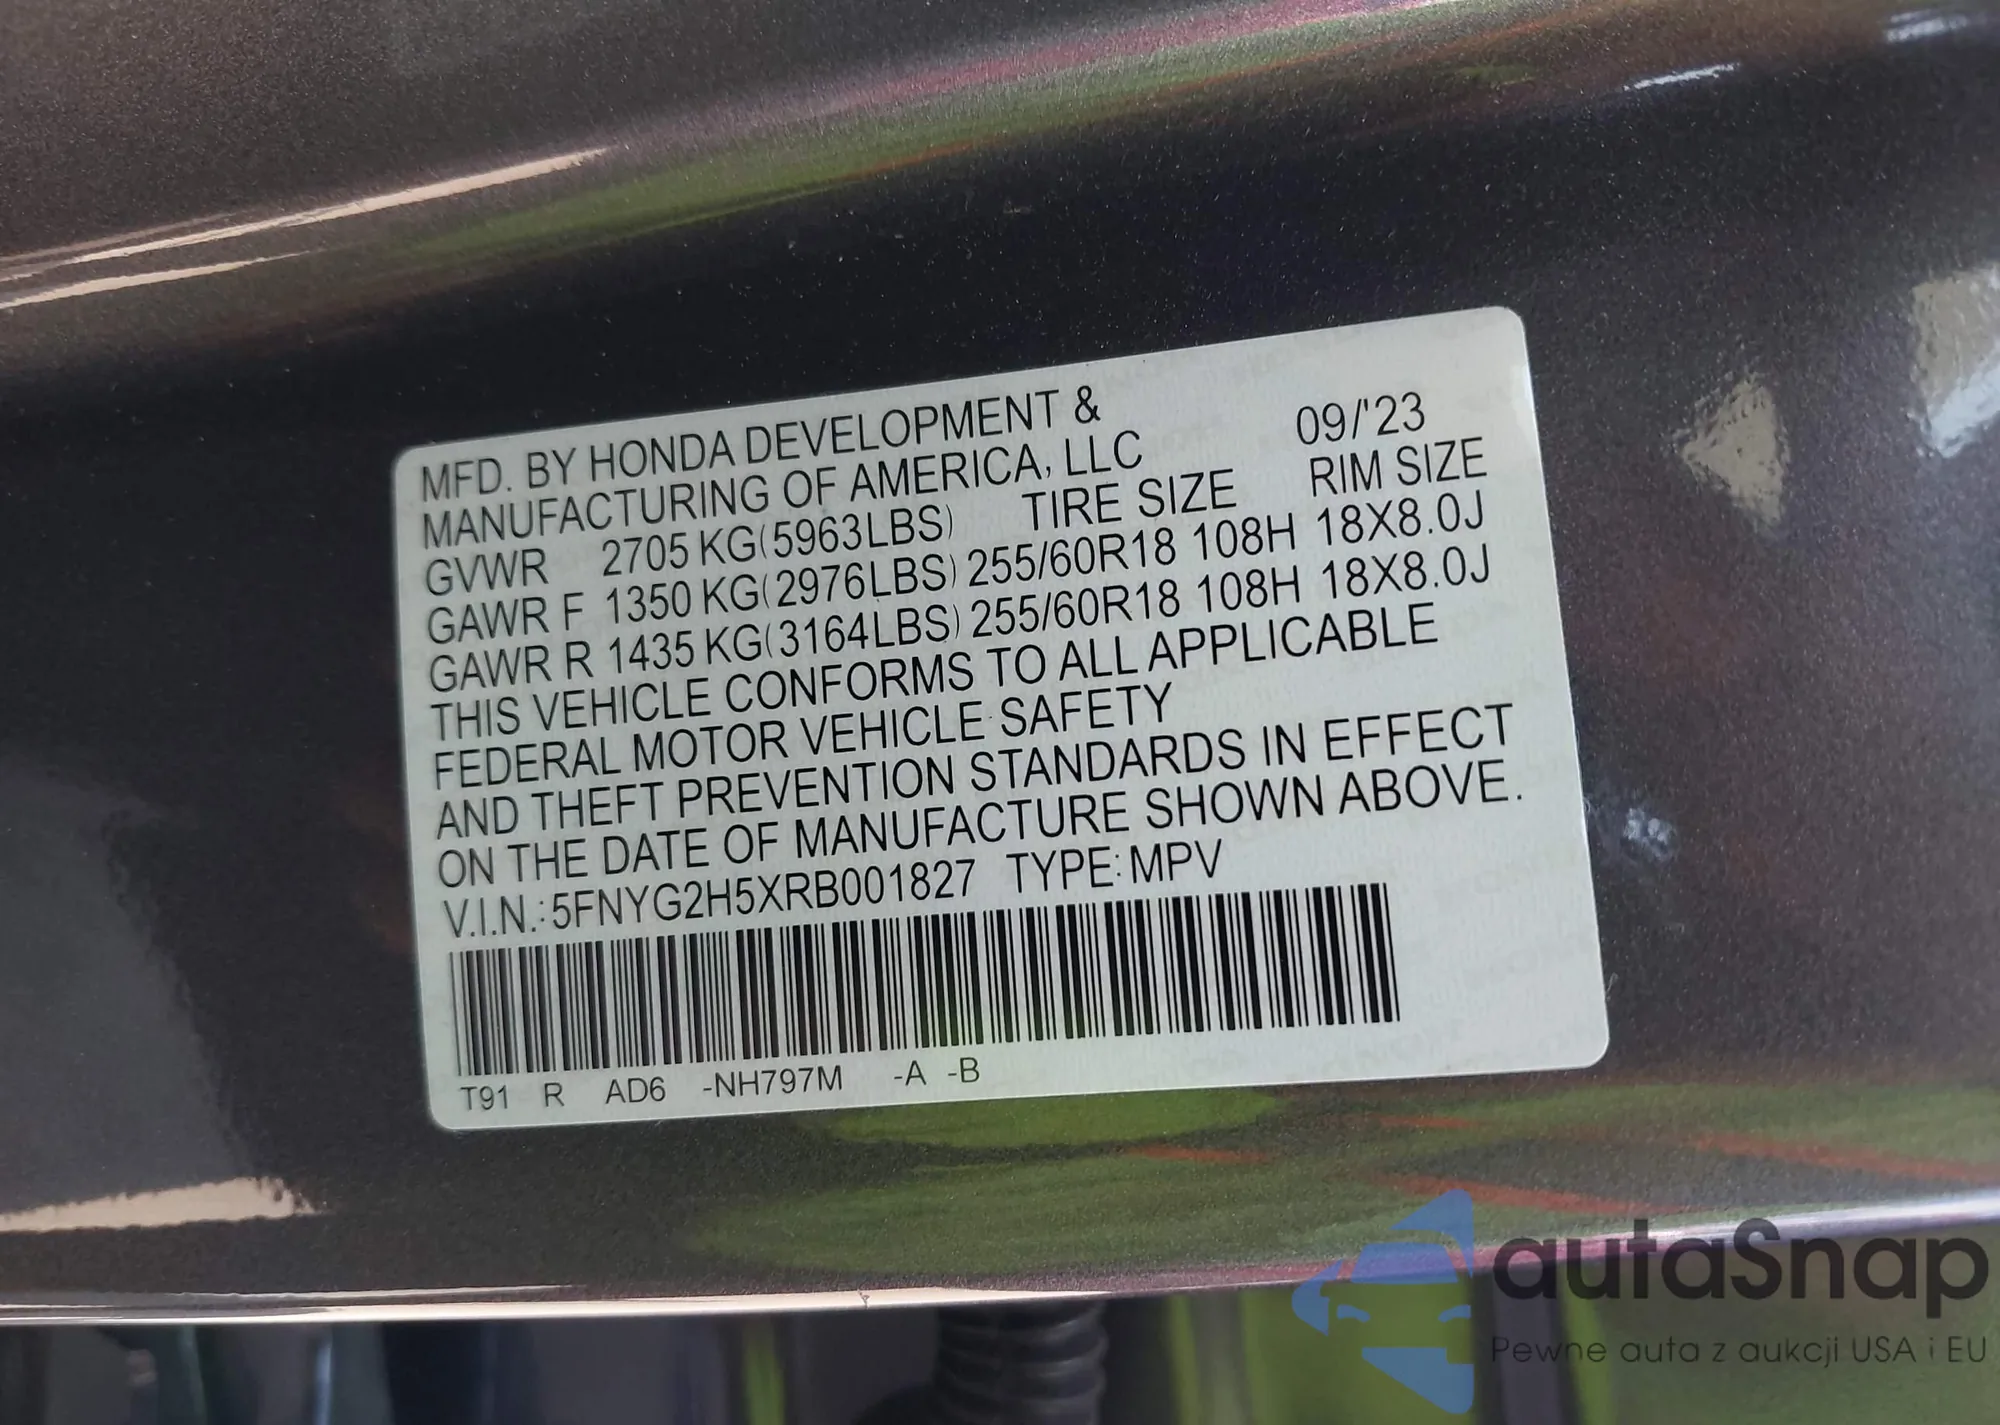 MFD. BY HONDA DEVELOPMENT &
MANUFACTURING OF AMERICA, LLC 09/'23
GVWR 2705 KG(5963LBS) TIRE SIZE RIM SIZE
GAWR F 1350 KG(2976LBS) 255/60R18 108H 18X8.0J
GAWR R 1435 KG(3164LBS) 255/60R18 108H 18X8.0J
THIS VEHICLE CONFORMS TO ALL APPLICABLE
FEDERAL MOTOR VEHICLE SAFETY
AND THEFT PREVENTION STANDARDS IN EFFECT
ON THE DATE OF MANUFACTURE SHOWN ABOVE.
V.I.N.:5FNYG2H5XRB001827 TYPE:MPV
T91 R AD6 -NH797M -A -B
autaSnap
Pewne auta z aukcji USA i EU